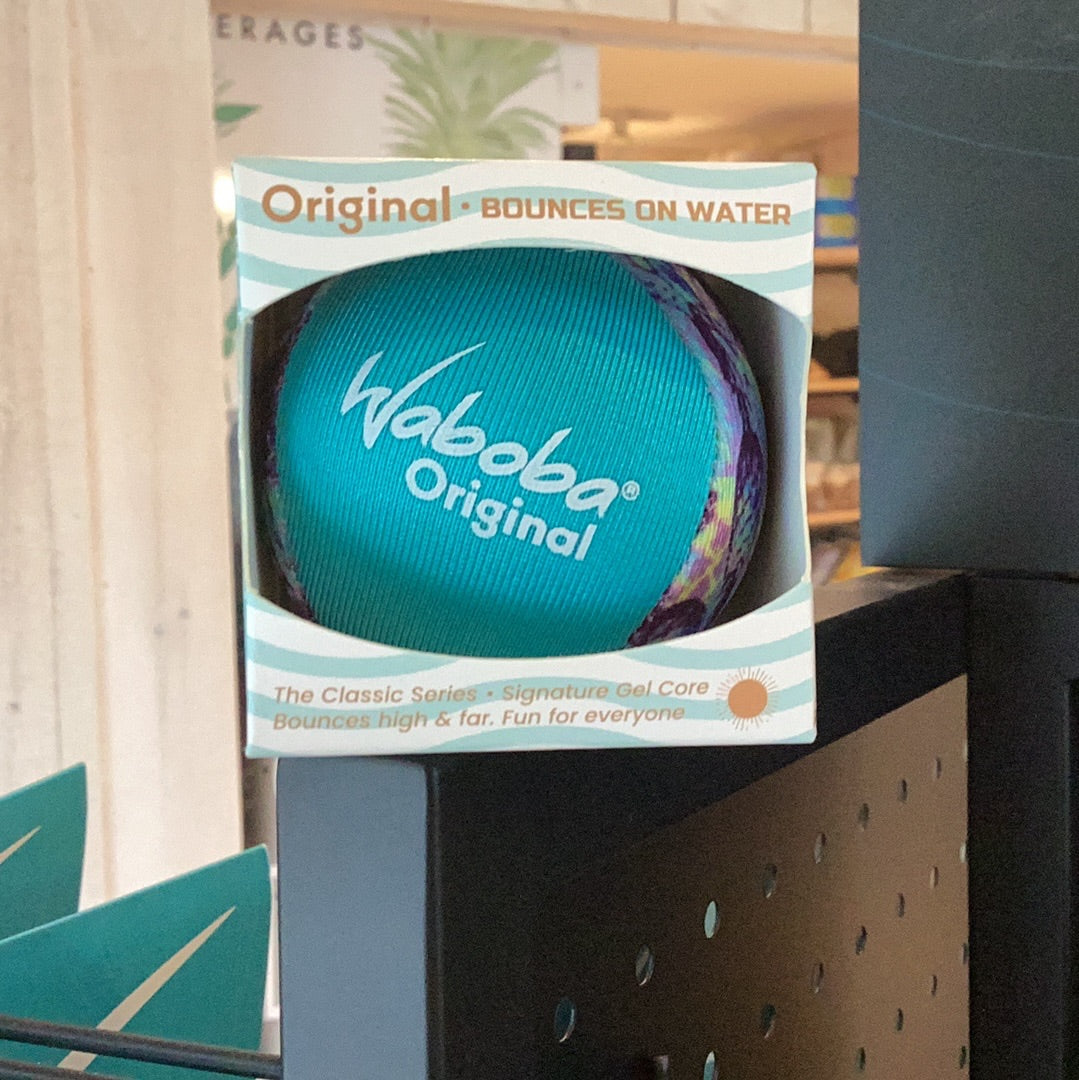 ERAGES
Original · BOUNCES ON WATER
Waboba®
Original
The Classic Series • Signature Gel Core
Bounces high & far. Fun for everyone